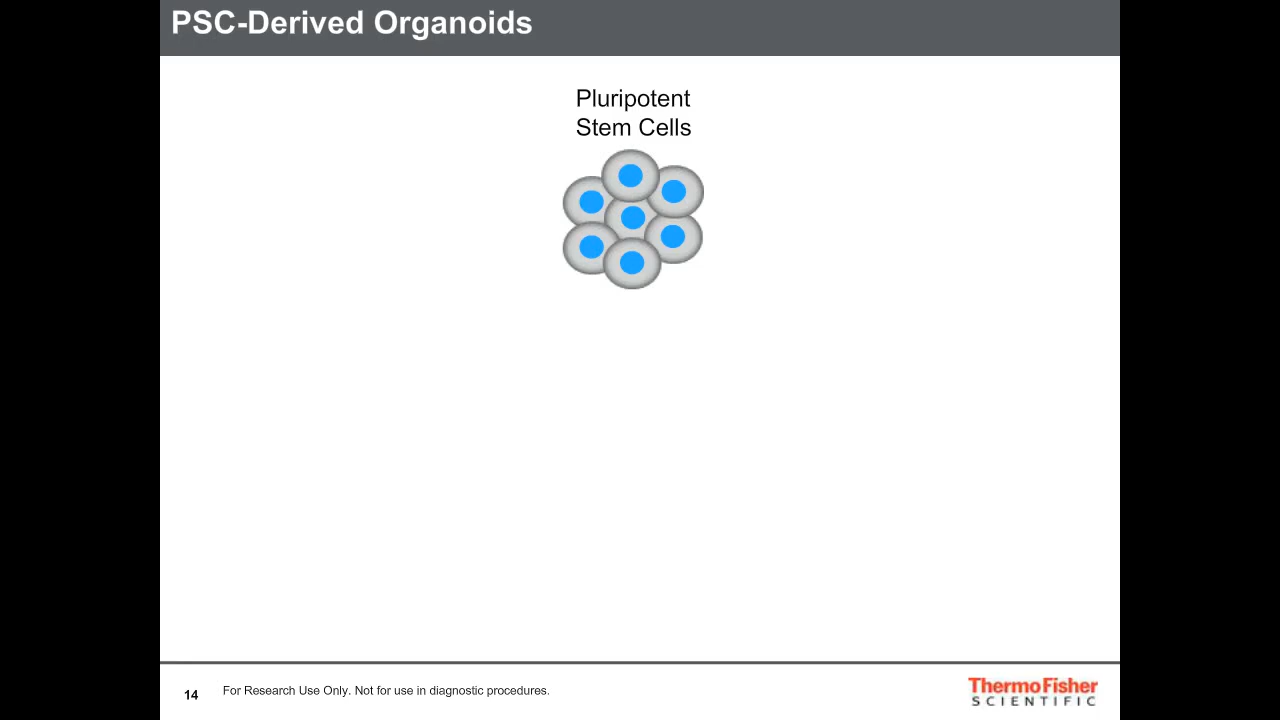 PSC-Derived Organoids
Pluripotent
Stem Cells
14
For Research Use Only. Not for use in diagnostic procedures.
ThermoFisher
SCIENTIFIC